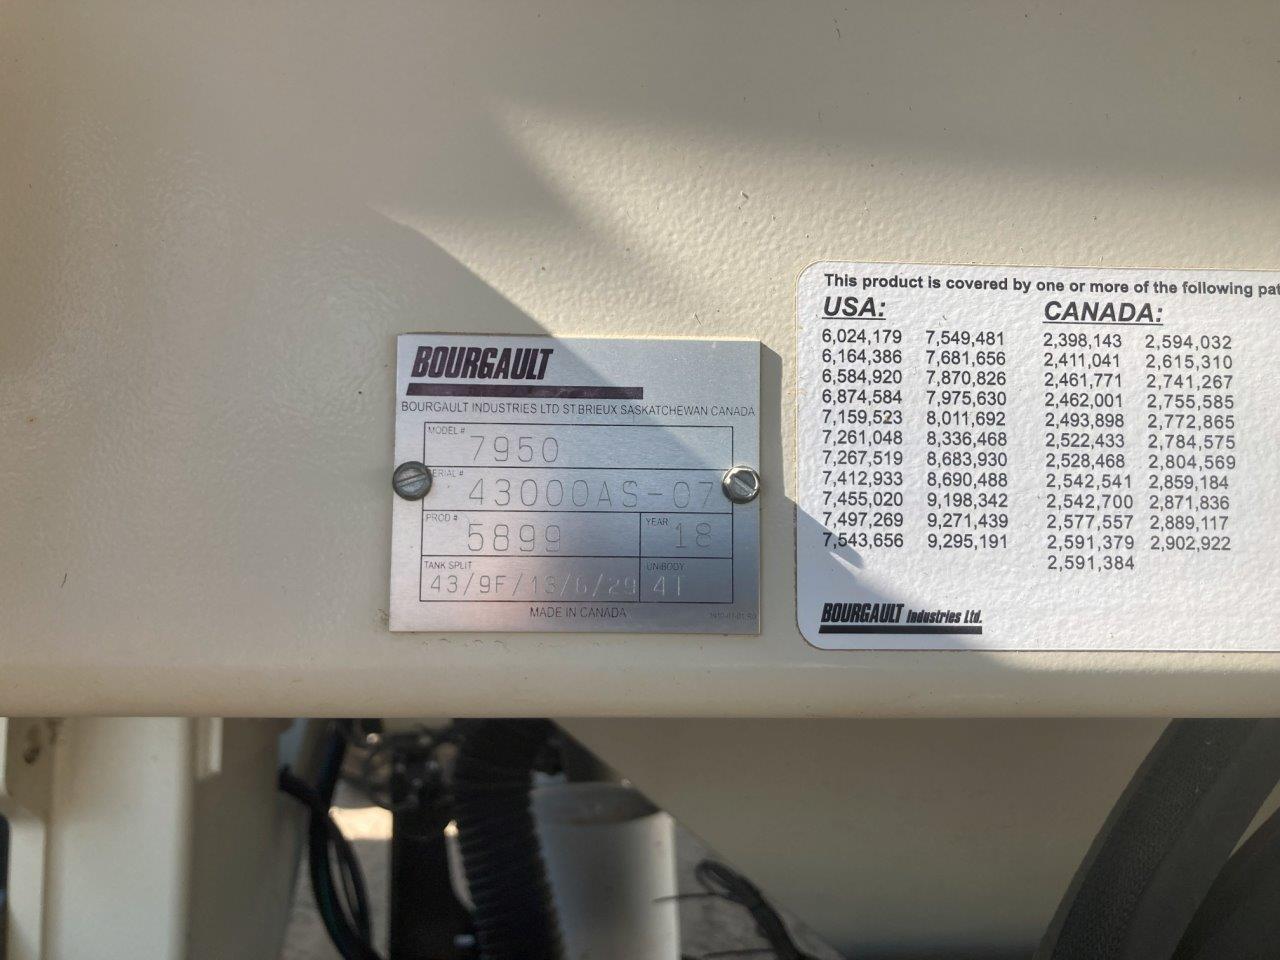 BOURGAULT
BOURGAULT INDUSTRIES LTD ST BRIEUX SASKATCHEWAN CANADA
MODEL # 7950
SERIAL # 43000AS-07
PROD # 5899 YEAR 18
TANK SPLIT UNIBODY
43/9F/13/6/29 4T
MADE IN CANADA
This product is covered by one or more of the following pat
USA: CANADA:
6,024,179 7,549,481 2,398,143 2,594,032
6,164,386 7,681,656 2,411,041 2,615,310
6,584,920 7,870,826 2,461,771 2,741,267
6,874,584 7,975,630 2,462,001 2,755,585
7,159,523 8,011,692 2,493,898 2,772,865
7,261,048 8,336,468 2,522,433 2,784,575
7,267,519 8,683,930 2,528,468 2,804,569
7,412,933 8,690,488 2,542,541 2,859,184
7,455,020 9,198,342 2,542,700 2,871,836
7,497,269 9,271,439 2,577,557 2,889,117
7,543,656 9,295,191 2,591,379 2,902,922
2,591,384
BOURGAULT Industries Ltd.